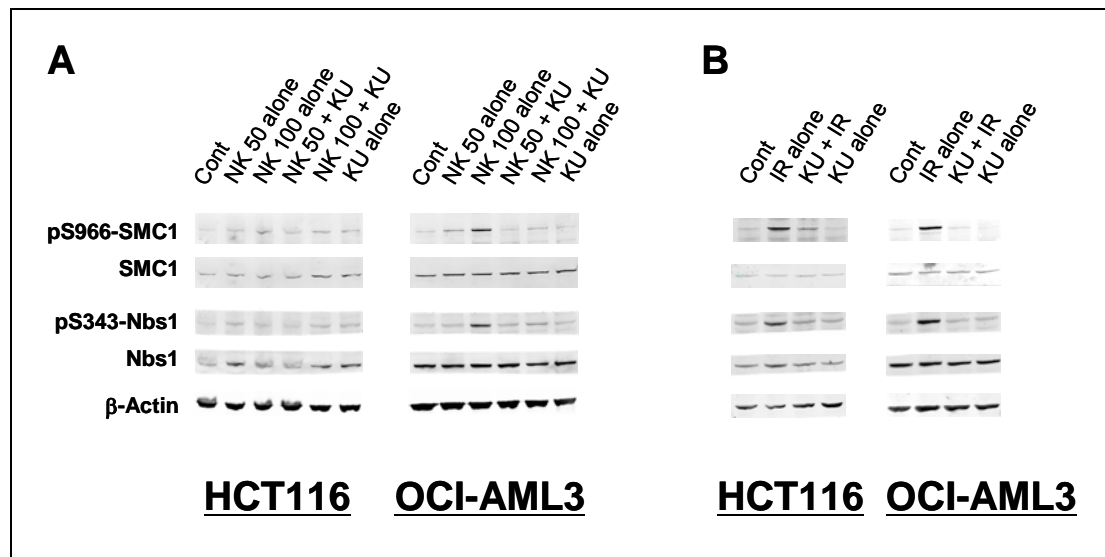 A
B
Cont
NK 50 alone
NK 100 alone
NK 50 + KU
NK 100 + KU
KU alone
Cont
NK 50 alone
NK 100 alone
NK 50 + KU
NK 100 + KU
KU alone
Cont
IR alone
KU + IR
KU alone
Cont
IR alone
KU + IR
KU alone
pS966-SMC1
SMC1
pS343-Nbs1
Nbs1
β-Actin
HCT116
OCI-AML3
HCT116
OCI-AML3